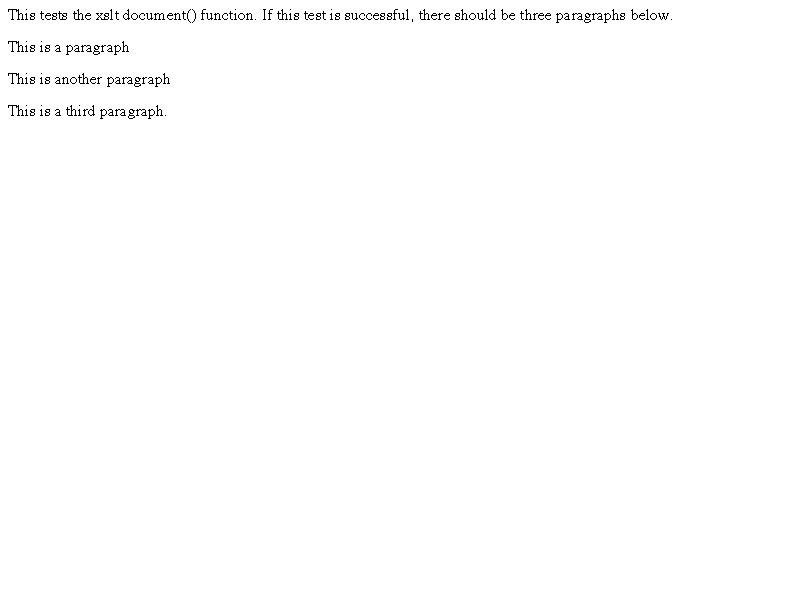 This tests the xslt document() function. If this test is successful, there should be three paragraphs below.
This is a paragraph
This is another paragraph
This is a third paragraph.